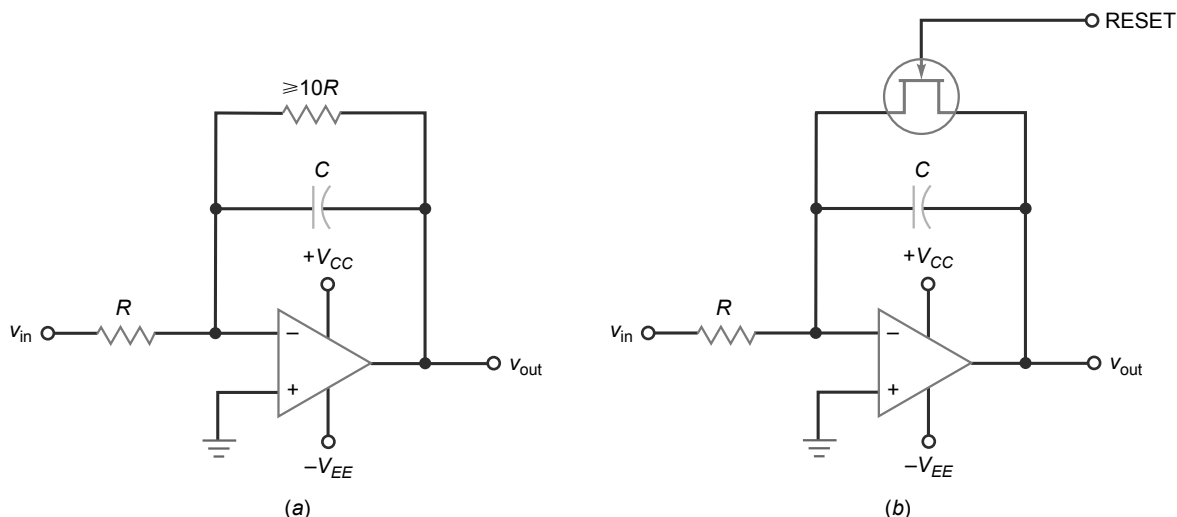 RESET
≥10R
C
C
+VCC
+VCC
R
R
vin
vin
−
−
+
+
vout
vout
−VEE
−VEE
(a)
(b)